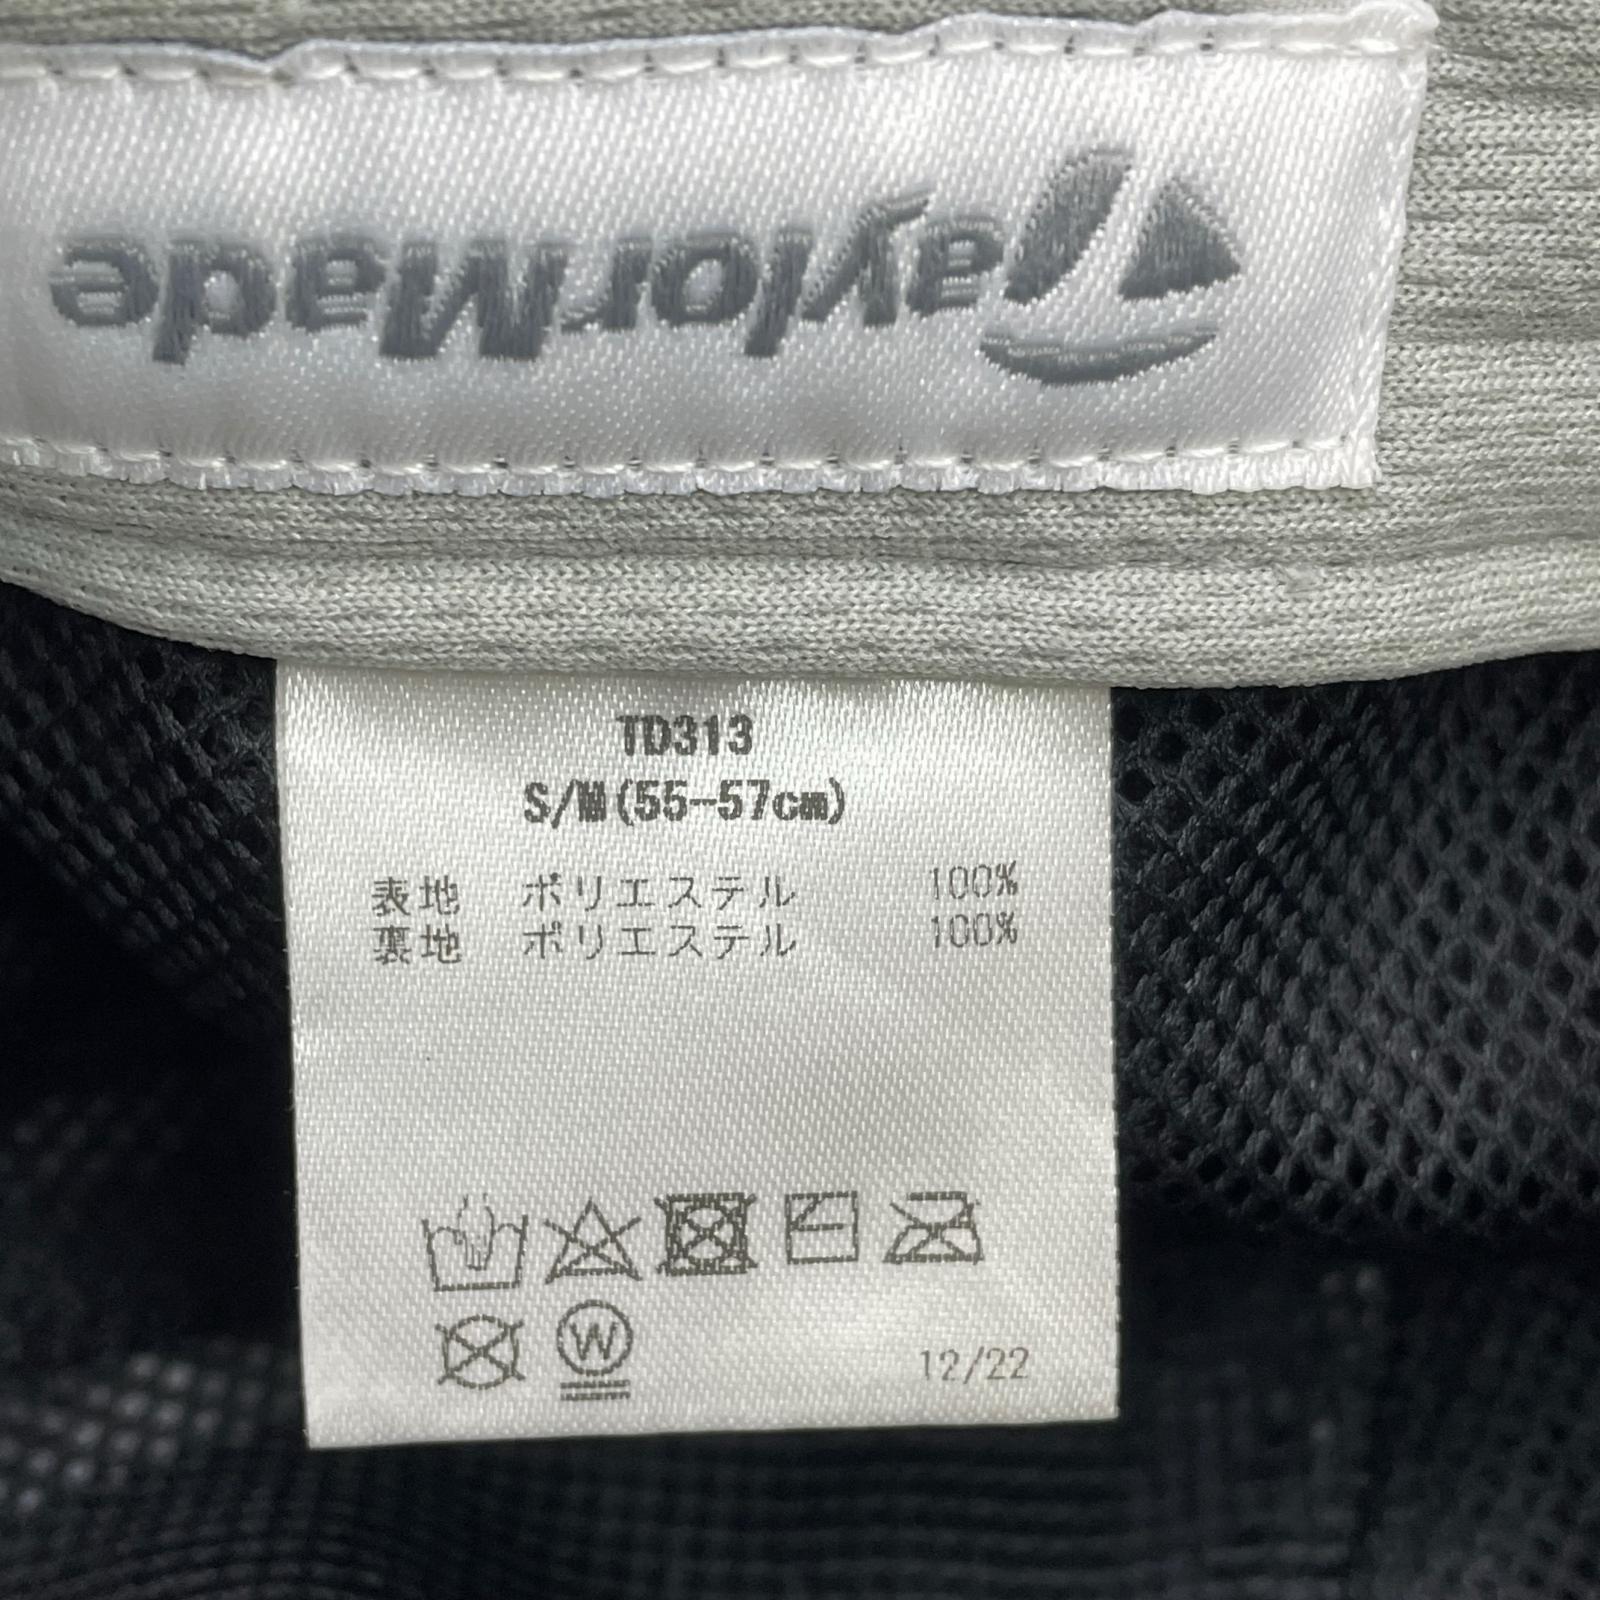 TaylorMade
TD313
S/M(55-57cm)
表地 ポリエステル 100%
裏地 ポリエステル 100%
W
12/22